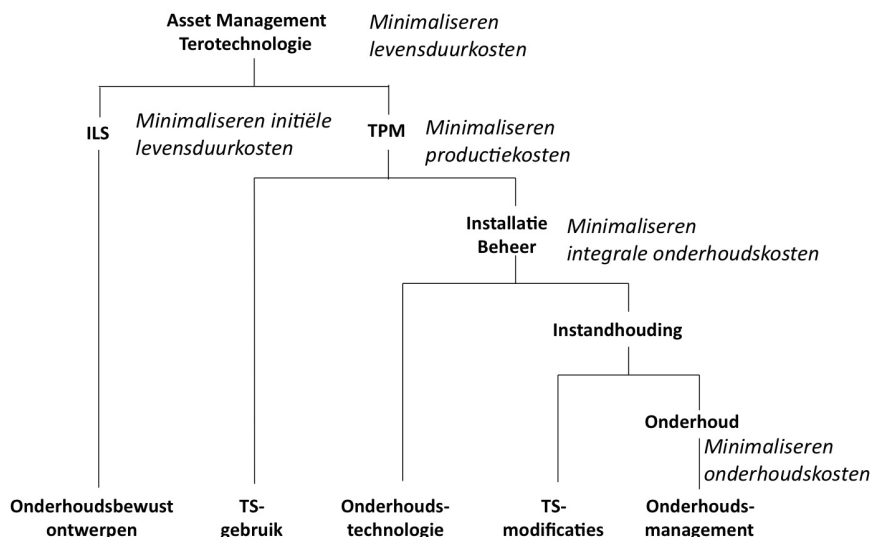 Asset Management
Terotechnologie
Minimaliseren
levensduurkosten
ILS
Minimaliseren initiële
levensduurkosten
TPM
Minimaliseren
productiekosten
Installatie
Beheer
Minimaliseren
integrale onderhoudskosten
Instandhouding
Onderhoud
Minimaliseren
onderhoudskosten
Onderhoudsbewust
ontwerpen
TS-
gebruik
Onderhouds-
technologie
TS-
modificaties
Onderhouds-
management